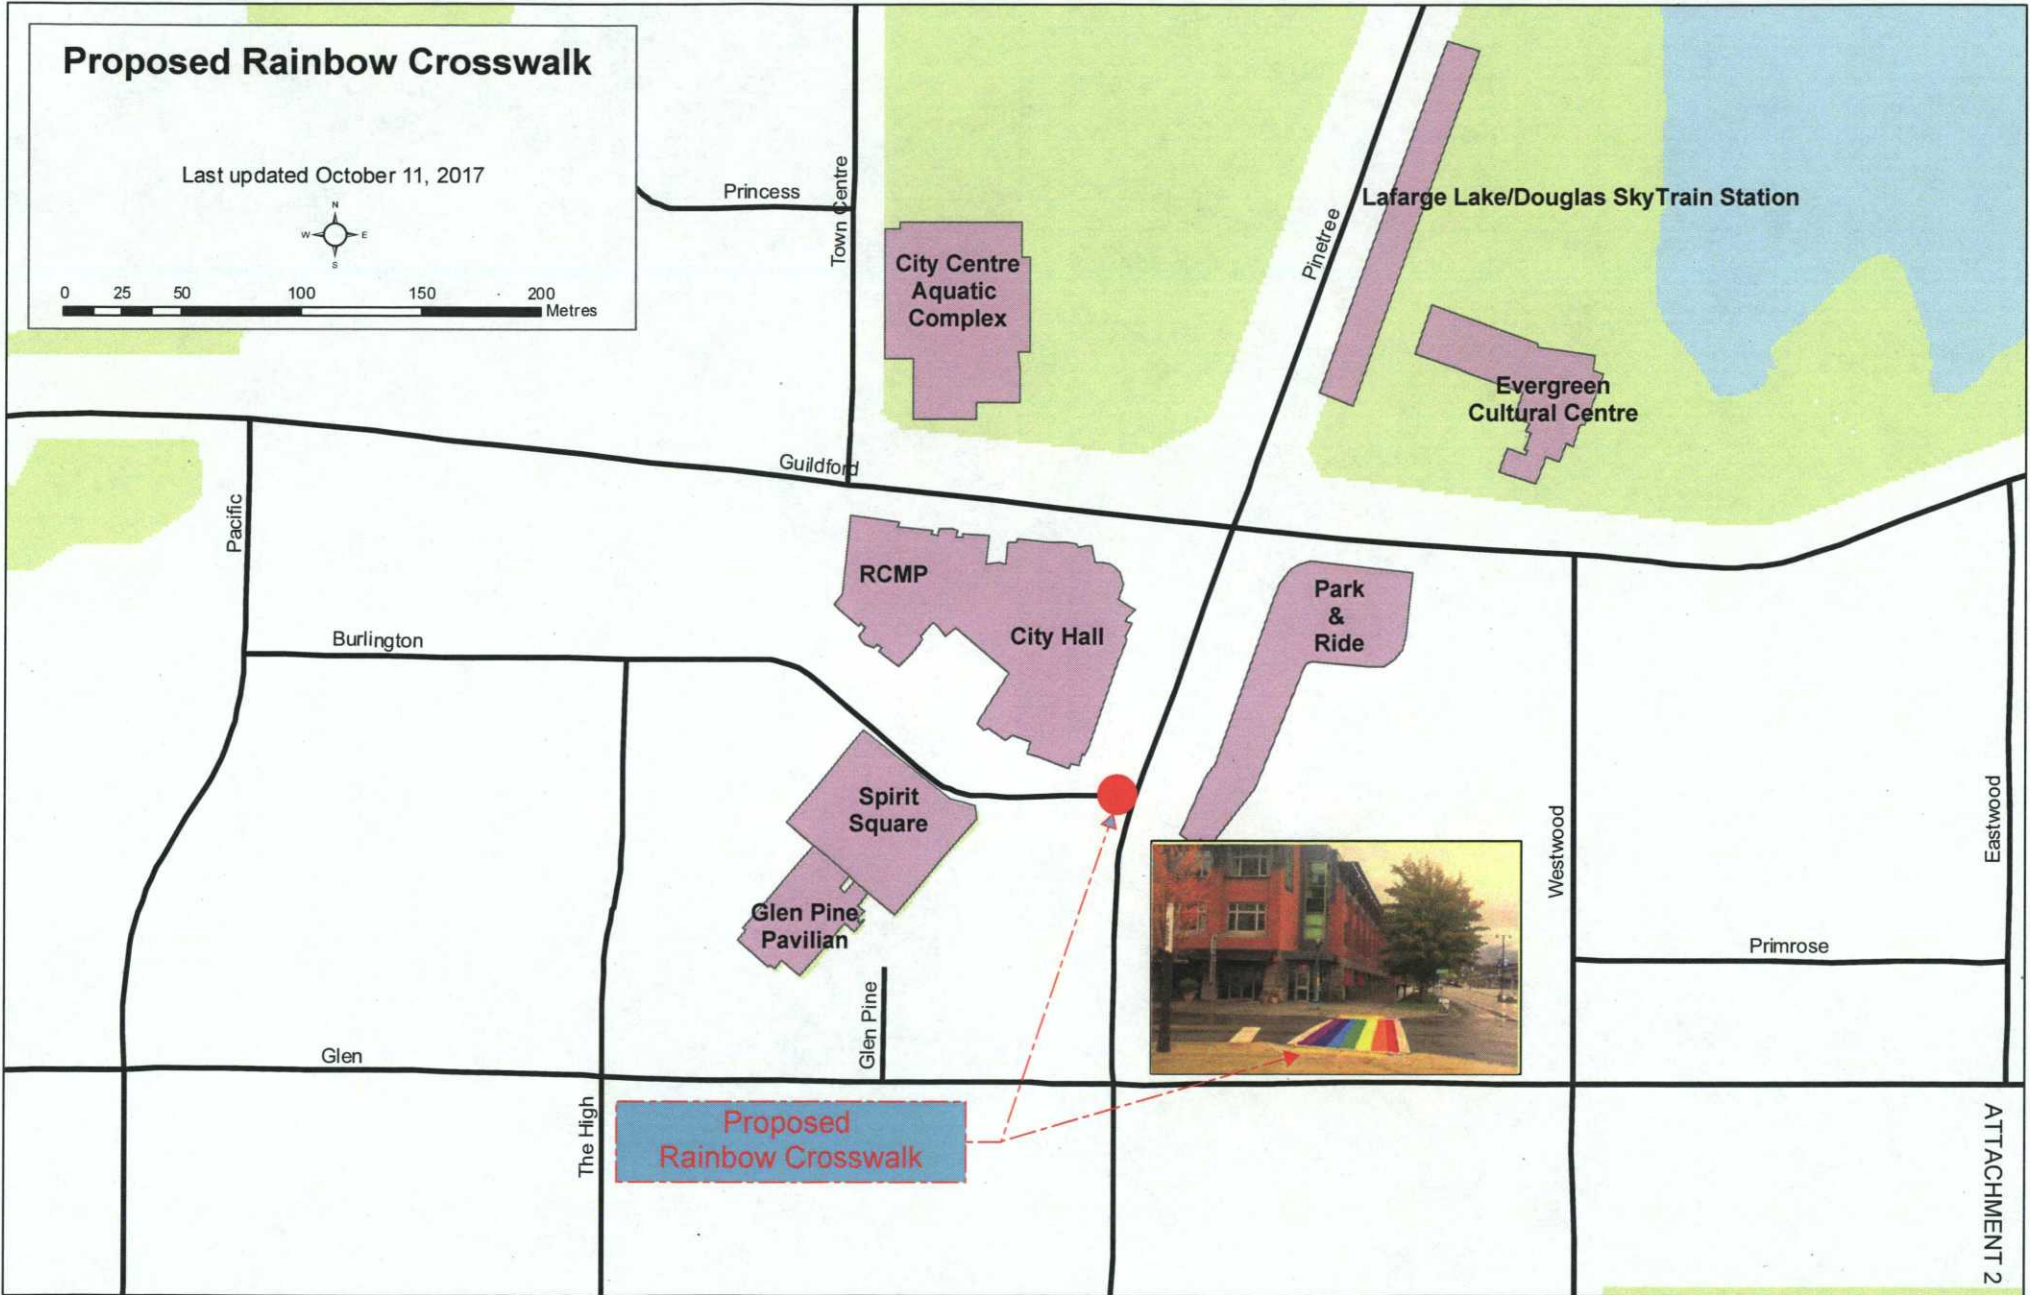 Proposed Rainbow Crosswalk
Last updated October 11, 2017
N
W
E
S
0 25 50 100 150 200
Metres
Princess
Town Centre
Pinetree
Lafarge Lake/Douglas SkyTrain Station
City Centre
Aquatic
Complex
Evergreen
Cultural Centre
Guildford
Pacific
RCMP
City Hall
Park
&
Ride
Burlington
Spirit
Square
Westwood
Eastwood
Glen Pine
Pavilian
Primrose
Glen Pine
Glen
The High
Proposed
Rainbow Crosswalk
ATTACHMENT 2